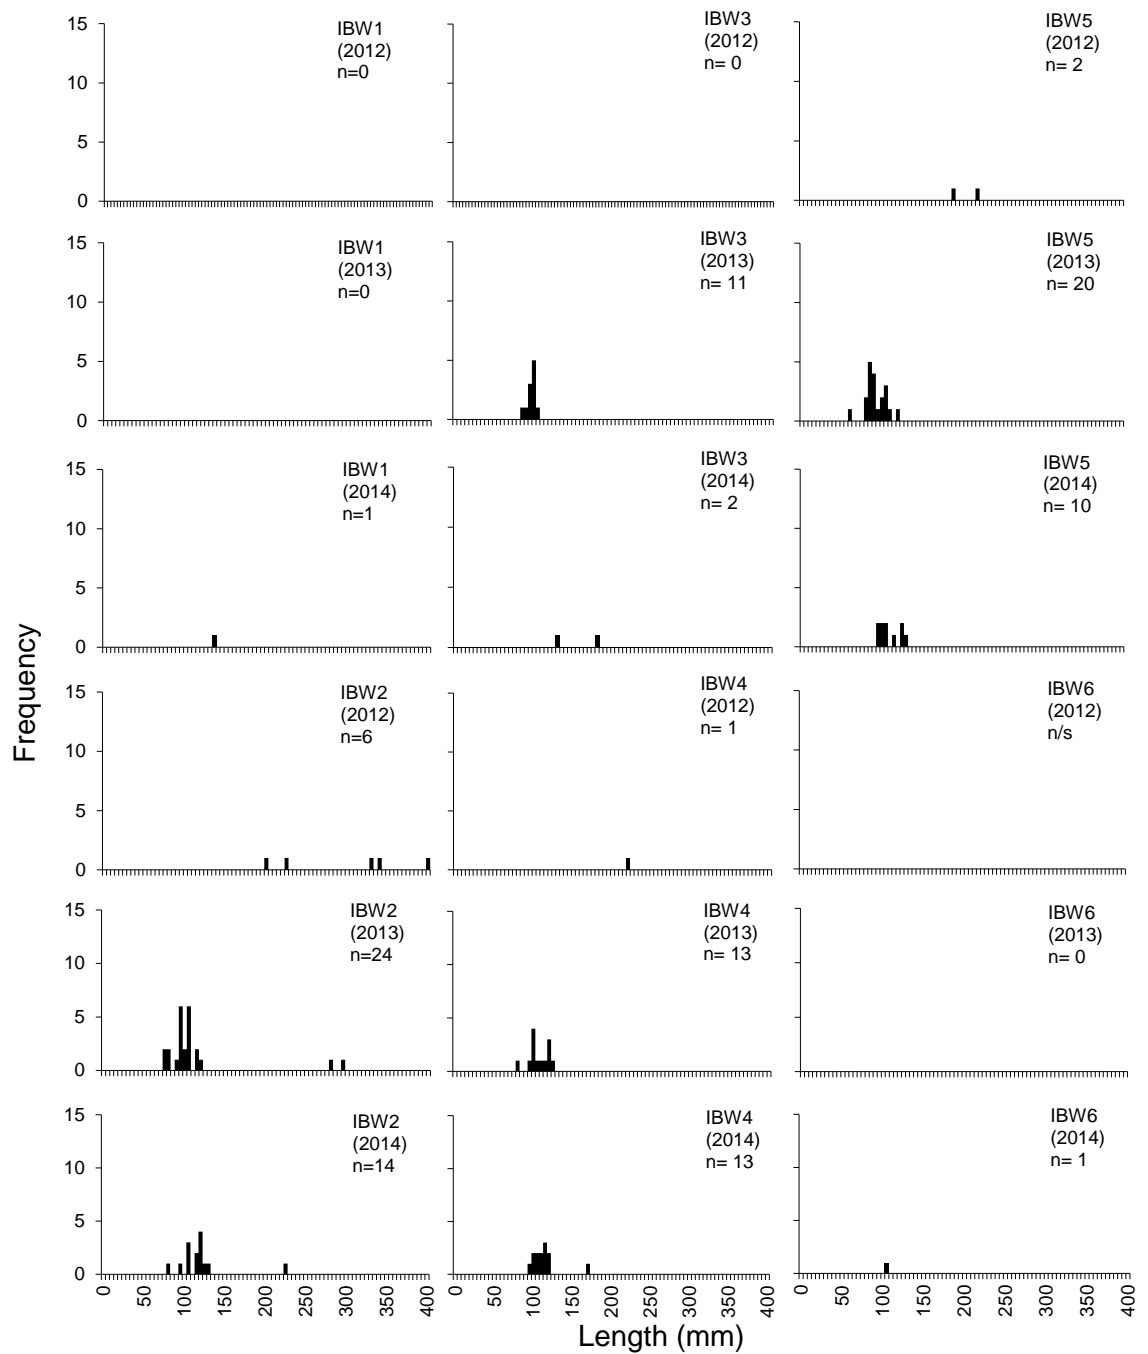 15
10
5
0
IBW1
(2012)
n=0
IBW3
(2012)
n= 0
IBW5
(2012)
n= 2
15
10
5
0
IBW1
(2013)
n=0
IBW3
(2013)
n= 11
IBW5
(2013)
n= 20
15
10
5
0
IBW1
(2014)
n=1
IBW3
(2014)
n= 2
IBW5
(2014)
n= 10
Frequency
15
10
5
0
IBW2
(2012)
n=6
IBW4
(2012)
n= 1
IBW6
(2012)
n/s
15
10
5
0
IBW2
(2013)
n=24
IBW4
(2013)
n= 13
IBW6
(2013)
n= 0
15
10
5
0
IBW2
(2014)
n=14
IBW4
(2014)
n= 13
IBW6
(2014)
n= 1
0 50 100 150 200 250 300 350 400
0 50 100 150 200 250 300 350 400
0 50 100 150 200 250 300 350 400
Length (mm)